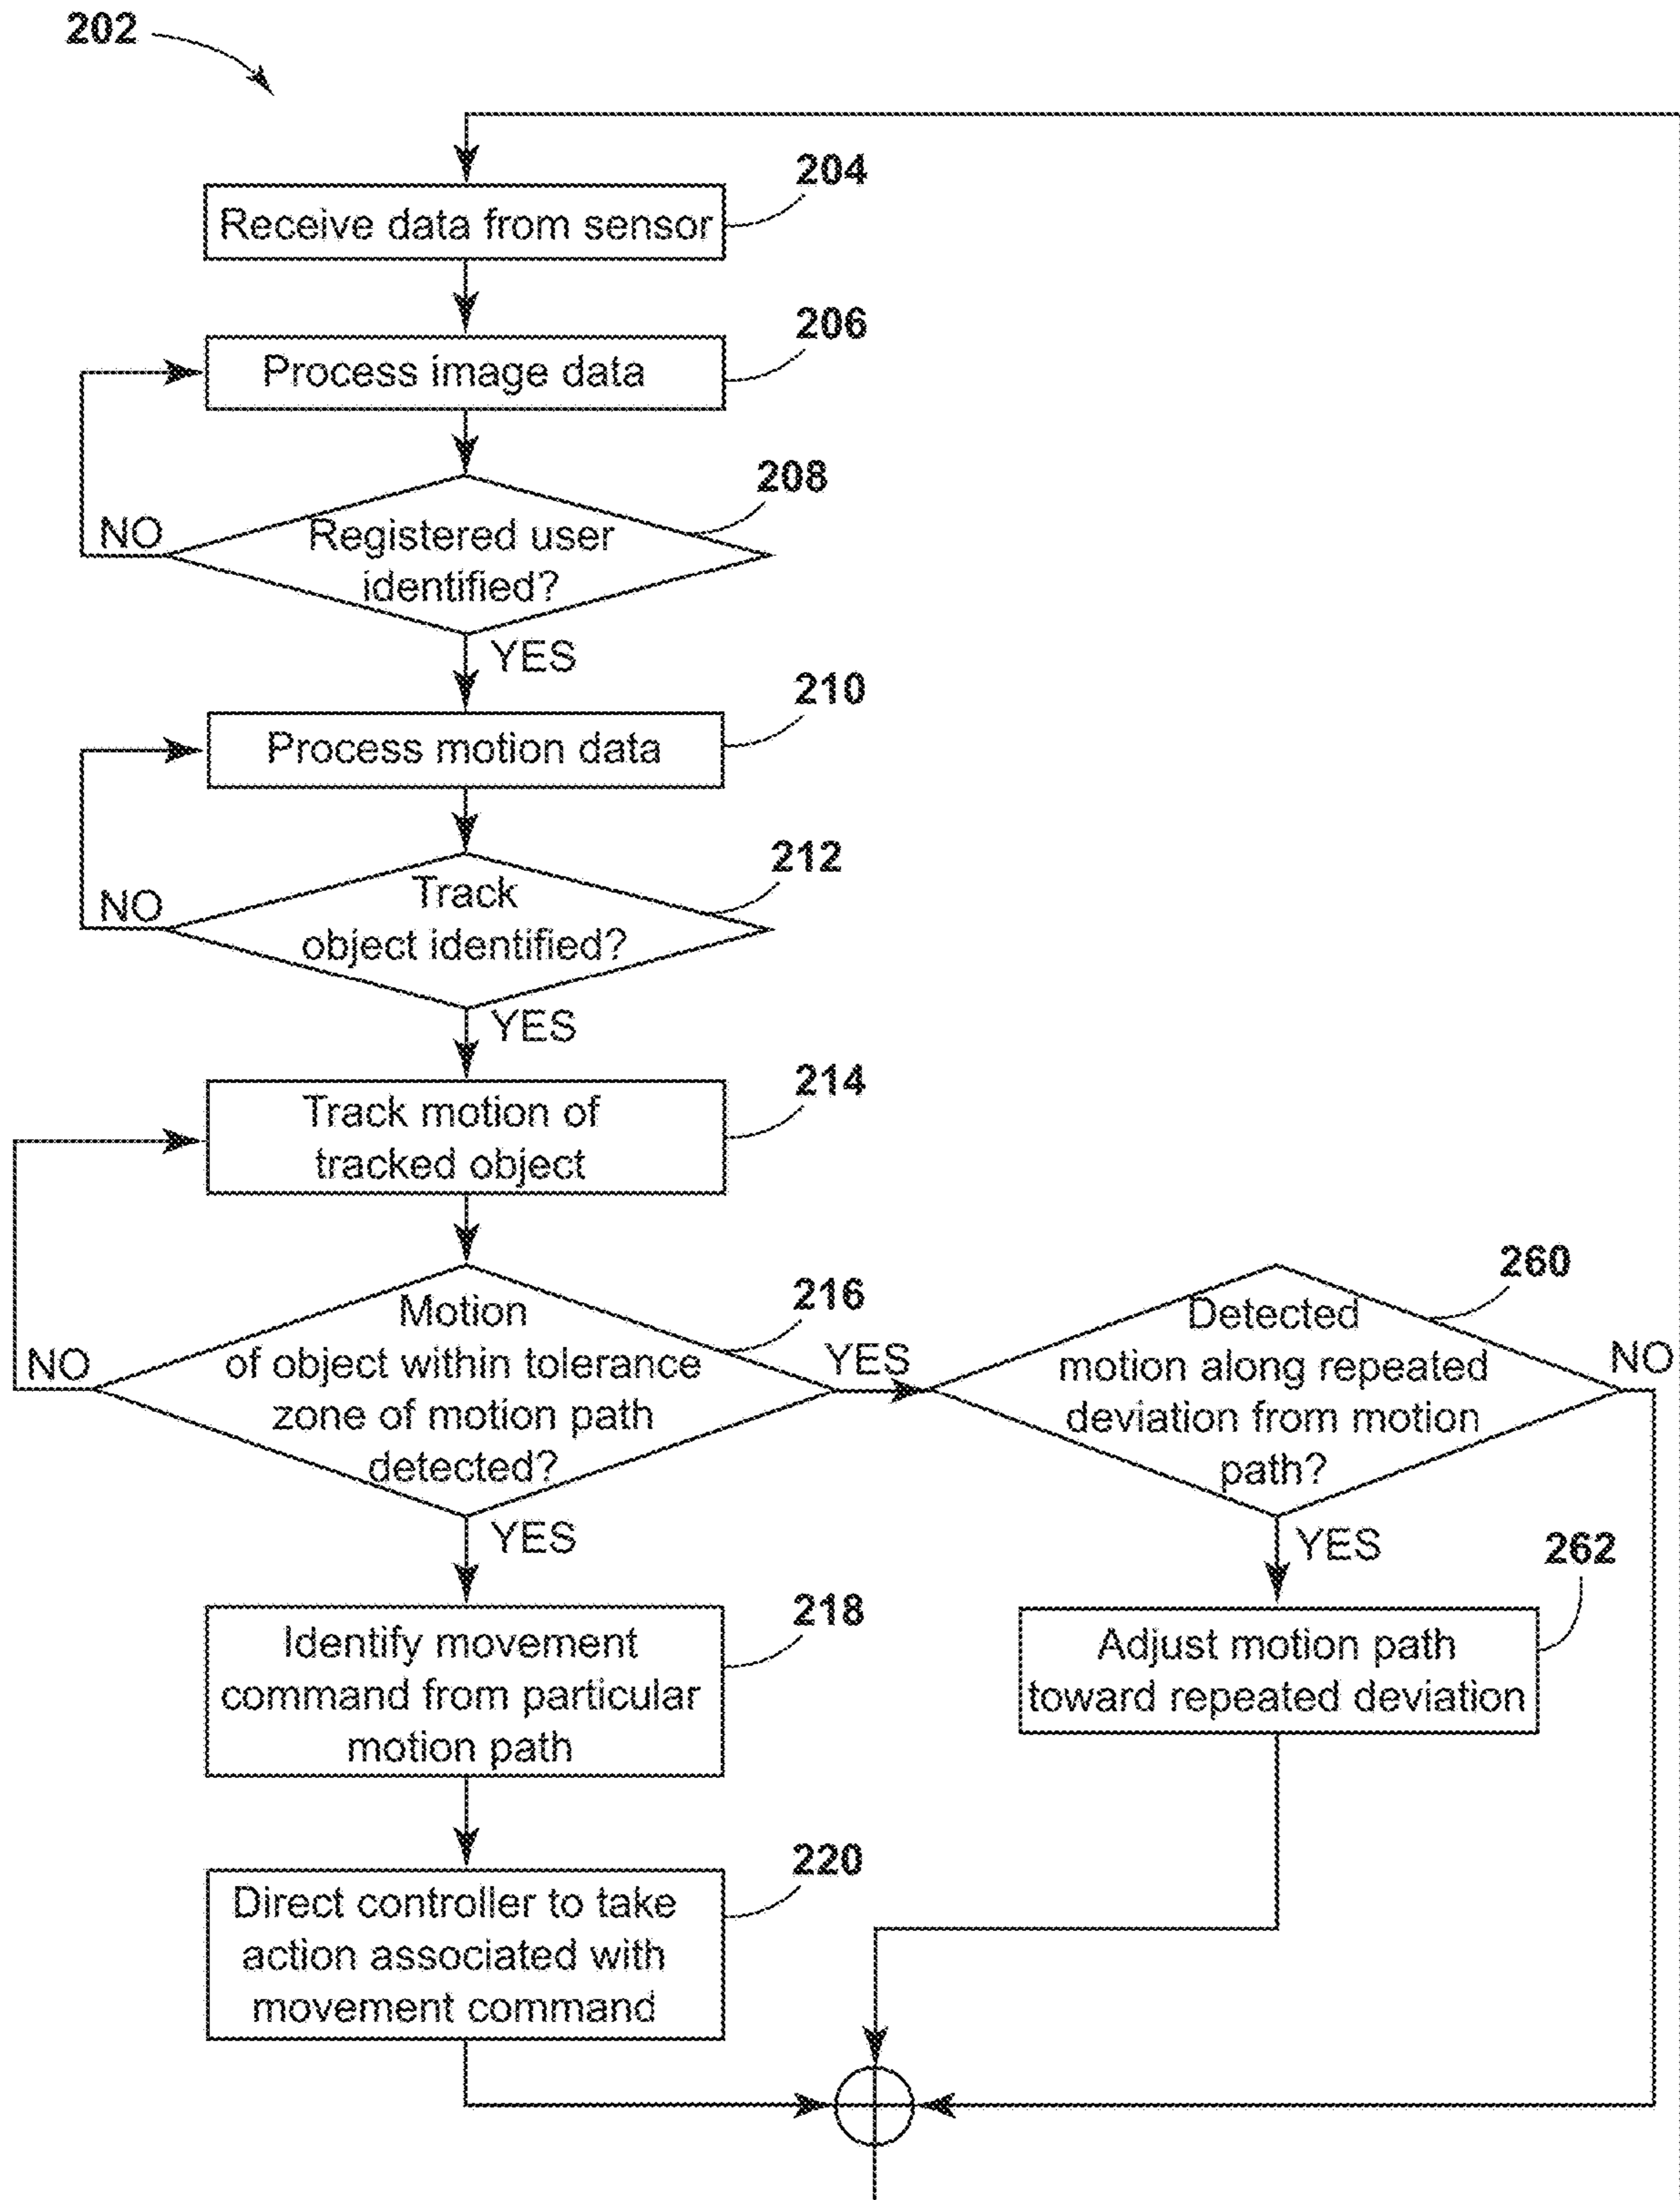 202
204
Receive data from sensor
206
Process image data
208
NO
Registered user
identified?
YES
210
Process motion data
212
NO
Track
object identified?
YES
214
Track motion of
tracked object
216
NO
Motion
of object within tolerance
zone of motion path
detected?
YES
260
Detected
motion along repeated
deviation from motion
path?
NO
YES
YES
218
Identify movement
command from particular
motion path
262
Adjust motion path
toward repeated deviation
220
Direct controller to take
action associated with
movement command